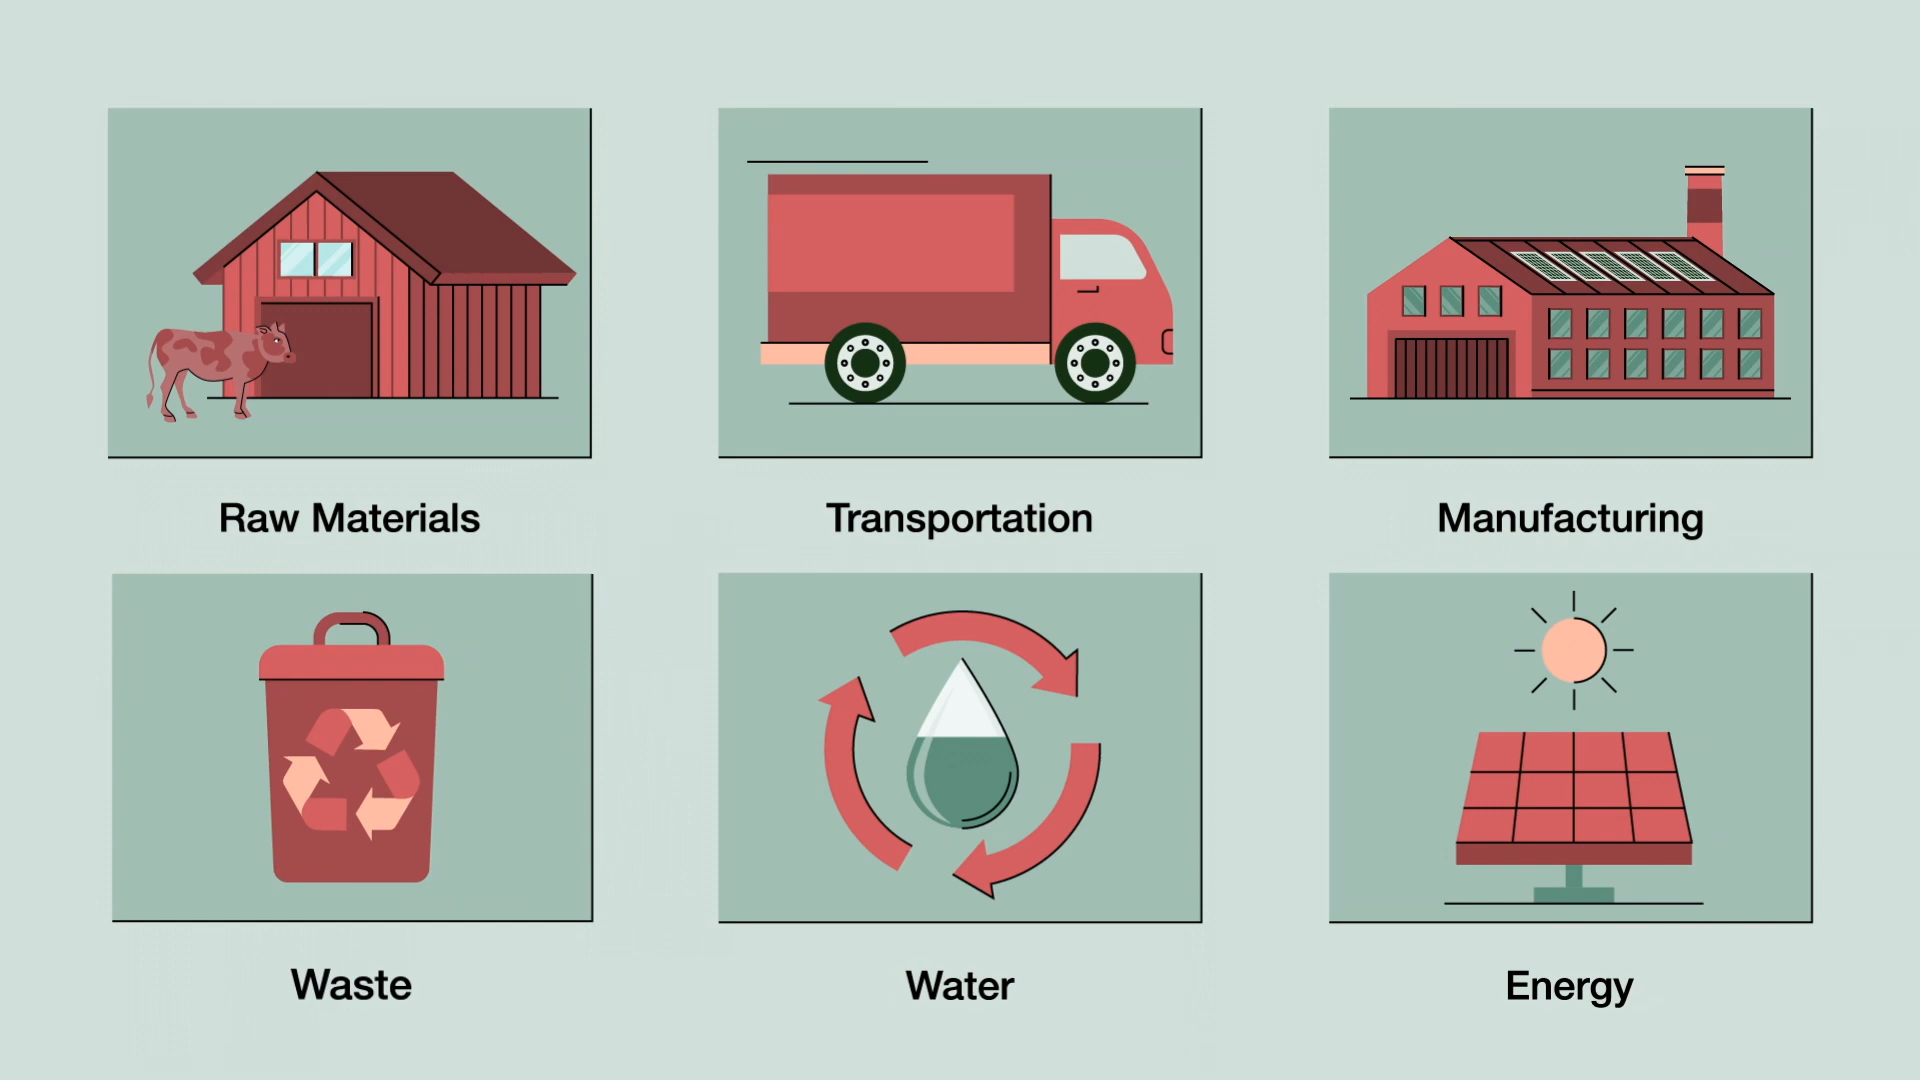 Raw Materials
Transportation
Manufacturing
Waste
Water
Energy